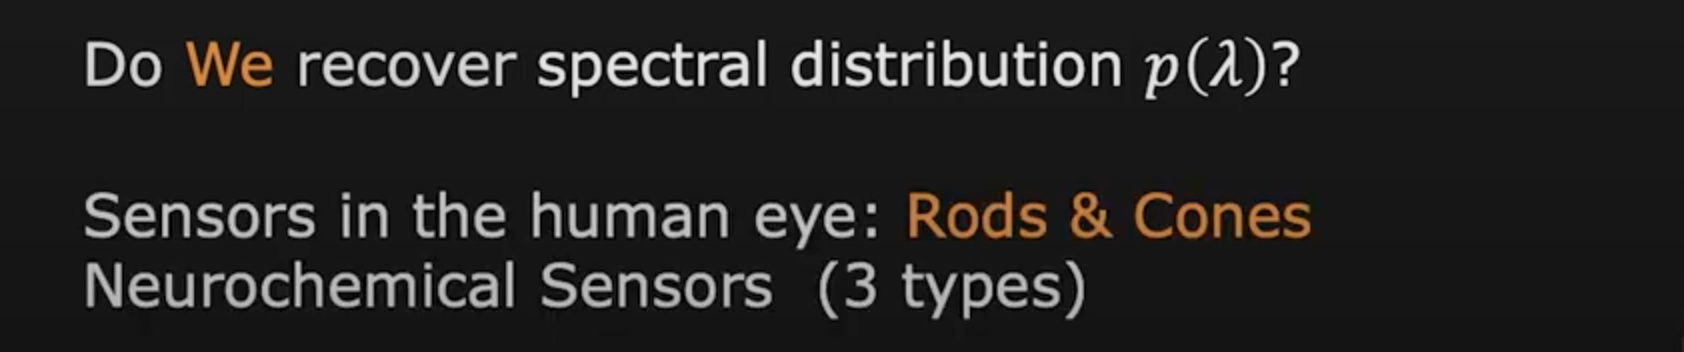 Do We recover spectral distribution p(λ)?
Sensors in the human eye: Rods & Cones
Neurochemical Sensors (3 types)